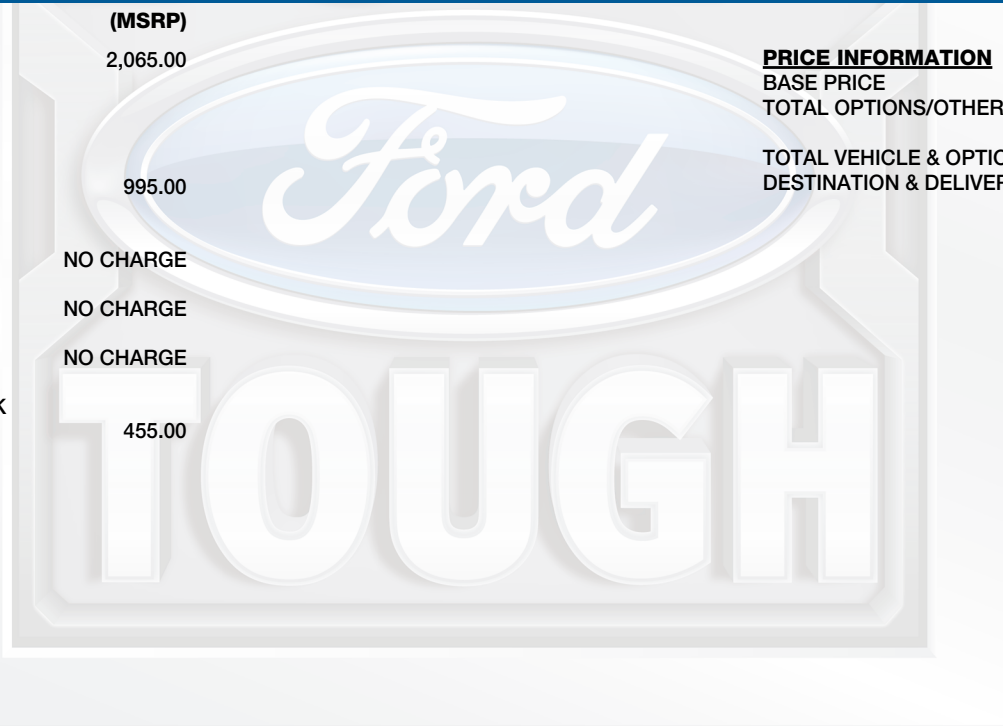 (MSRP)
2,065.00
995.00
NO CHARGE
NO CHARGE
NO CHARGE
K
455.00
PRICE INFORMATION
BASE PRICE
TOTAL OPTIONS/OTHER
TOTAL VEHICLE & OPTIO
DESTINATION & DELIVER
Ford
TOUGH